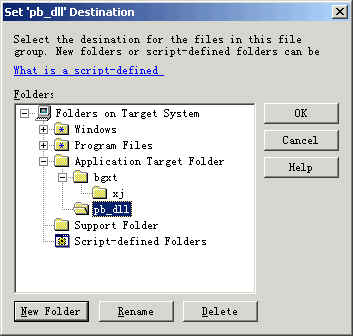 Set 'pb_dll' Destination
Select the desination for the files in this file
group. New folders or script-defined folders can be
What is a script-defined
Folders:
Folders on Target System
Windows
Program Files
Application Target Folder
bgxt
xj
pb_dll
Support Folder
Script-defined Folders
OK
Cancel
Help
New Folder
Rename
Delete